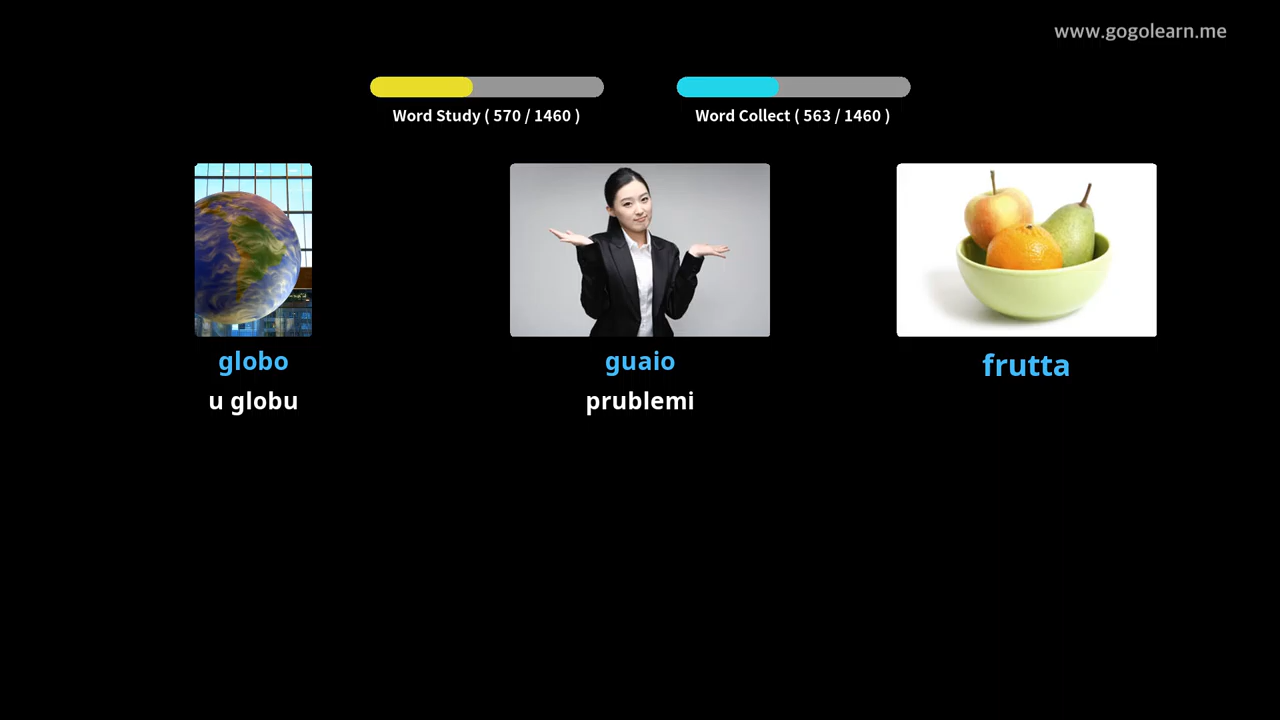 www.gogolearn.me
Word Study ( 570 / 1460 )
Word Collect ( 563 / 1460 )
globo
u globu
guaio
prublemi
frutta